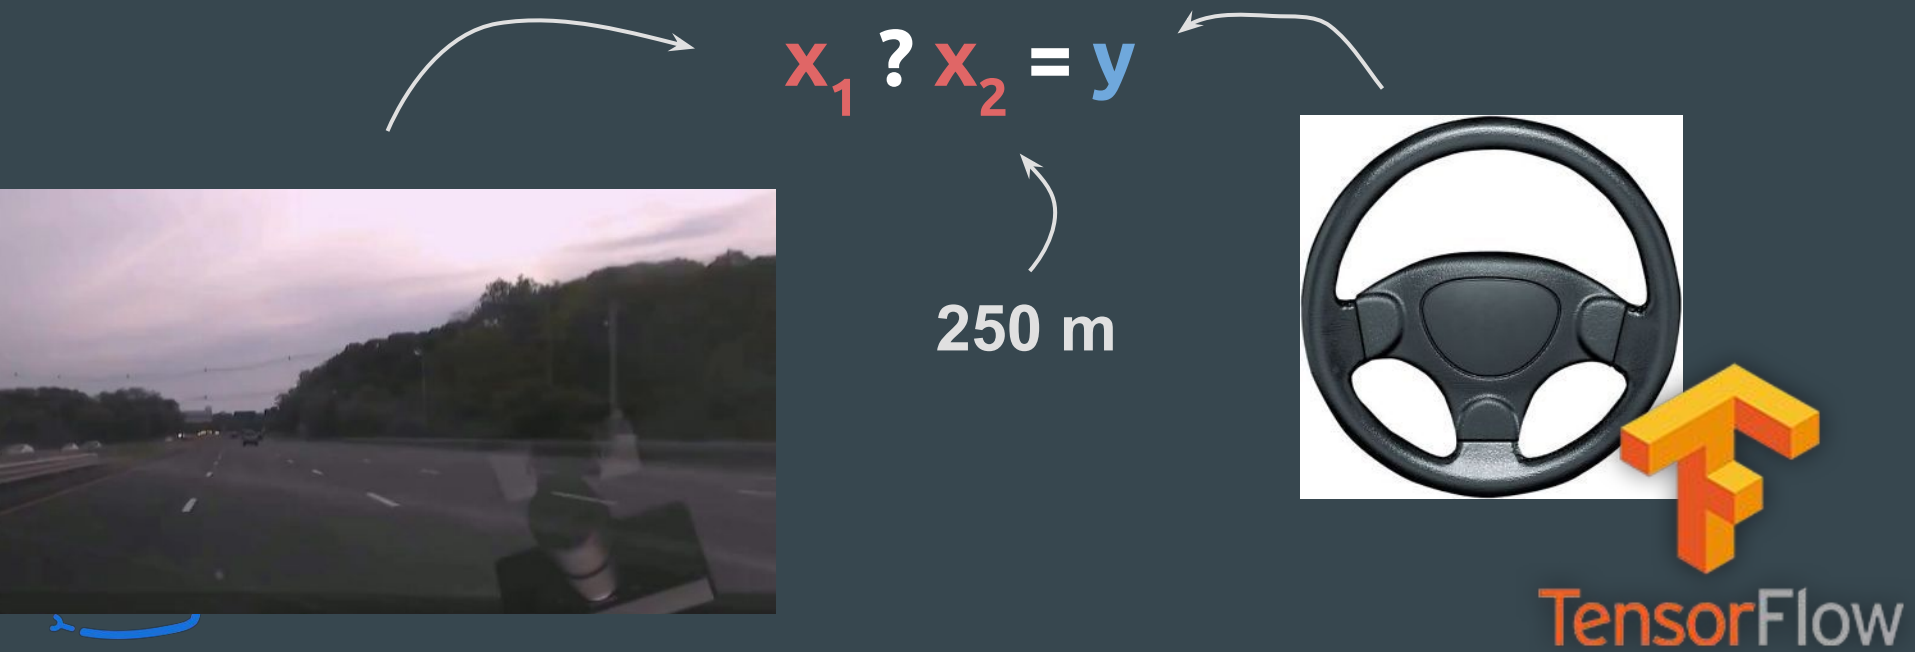 x₁ ? x₂ = y
250 m
TensorFlow